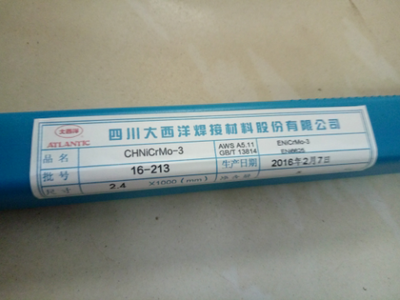 大西洋
ATLANTIC
四川大西洋焊接材料股份有限公司
品名 CHNiCrMo-3 AWS A5.11 ENiCrMo-3
GB/T 13814
批号 16-213 生产日期 2016年2月7日
2.4 ×1000(mm)